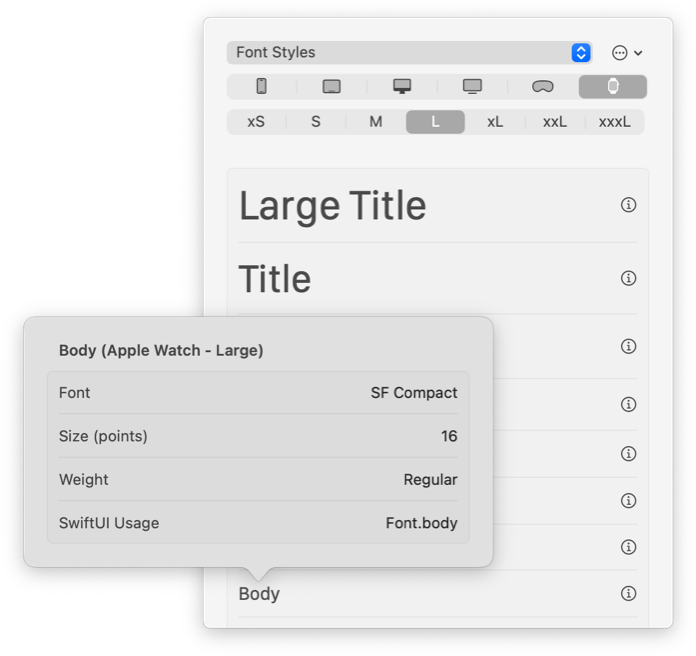 Font Styles
xS S M L xL xxL xxxL
Large Title
Title
Body (Apple Watch - Large)
Font SF Compact
Size (points) 16
Weight Regular
SwiftUI Usage Font.body
Body